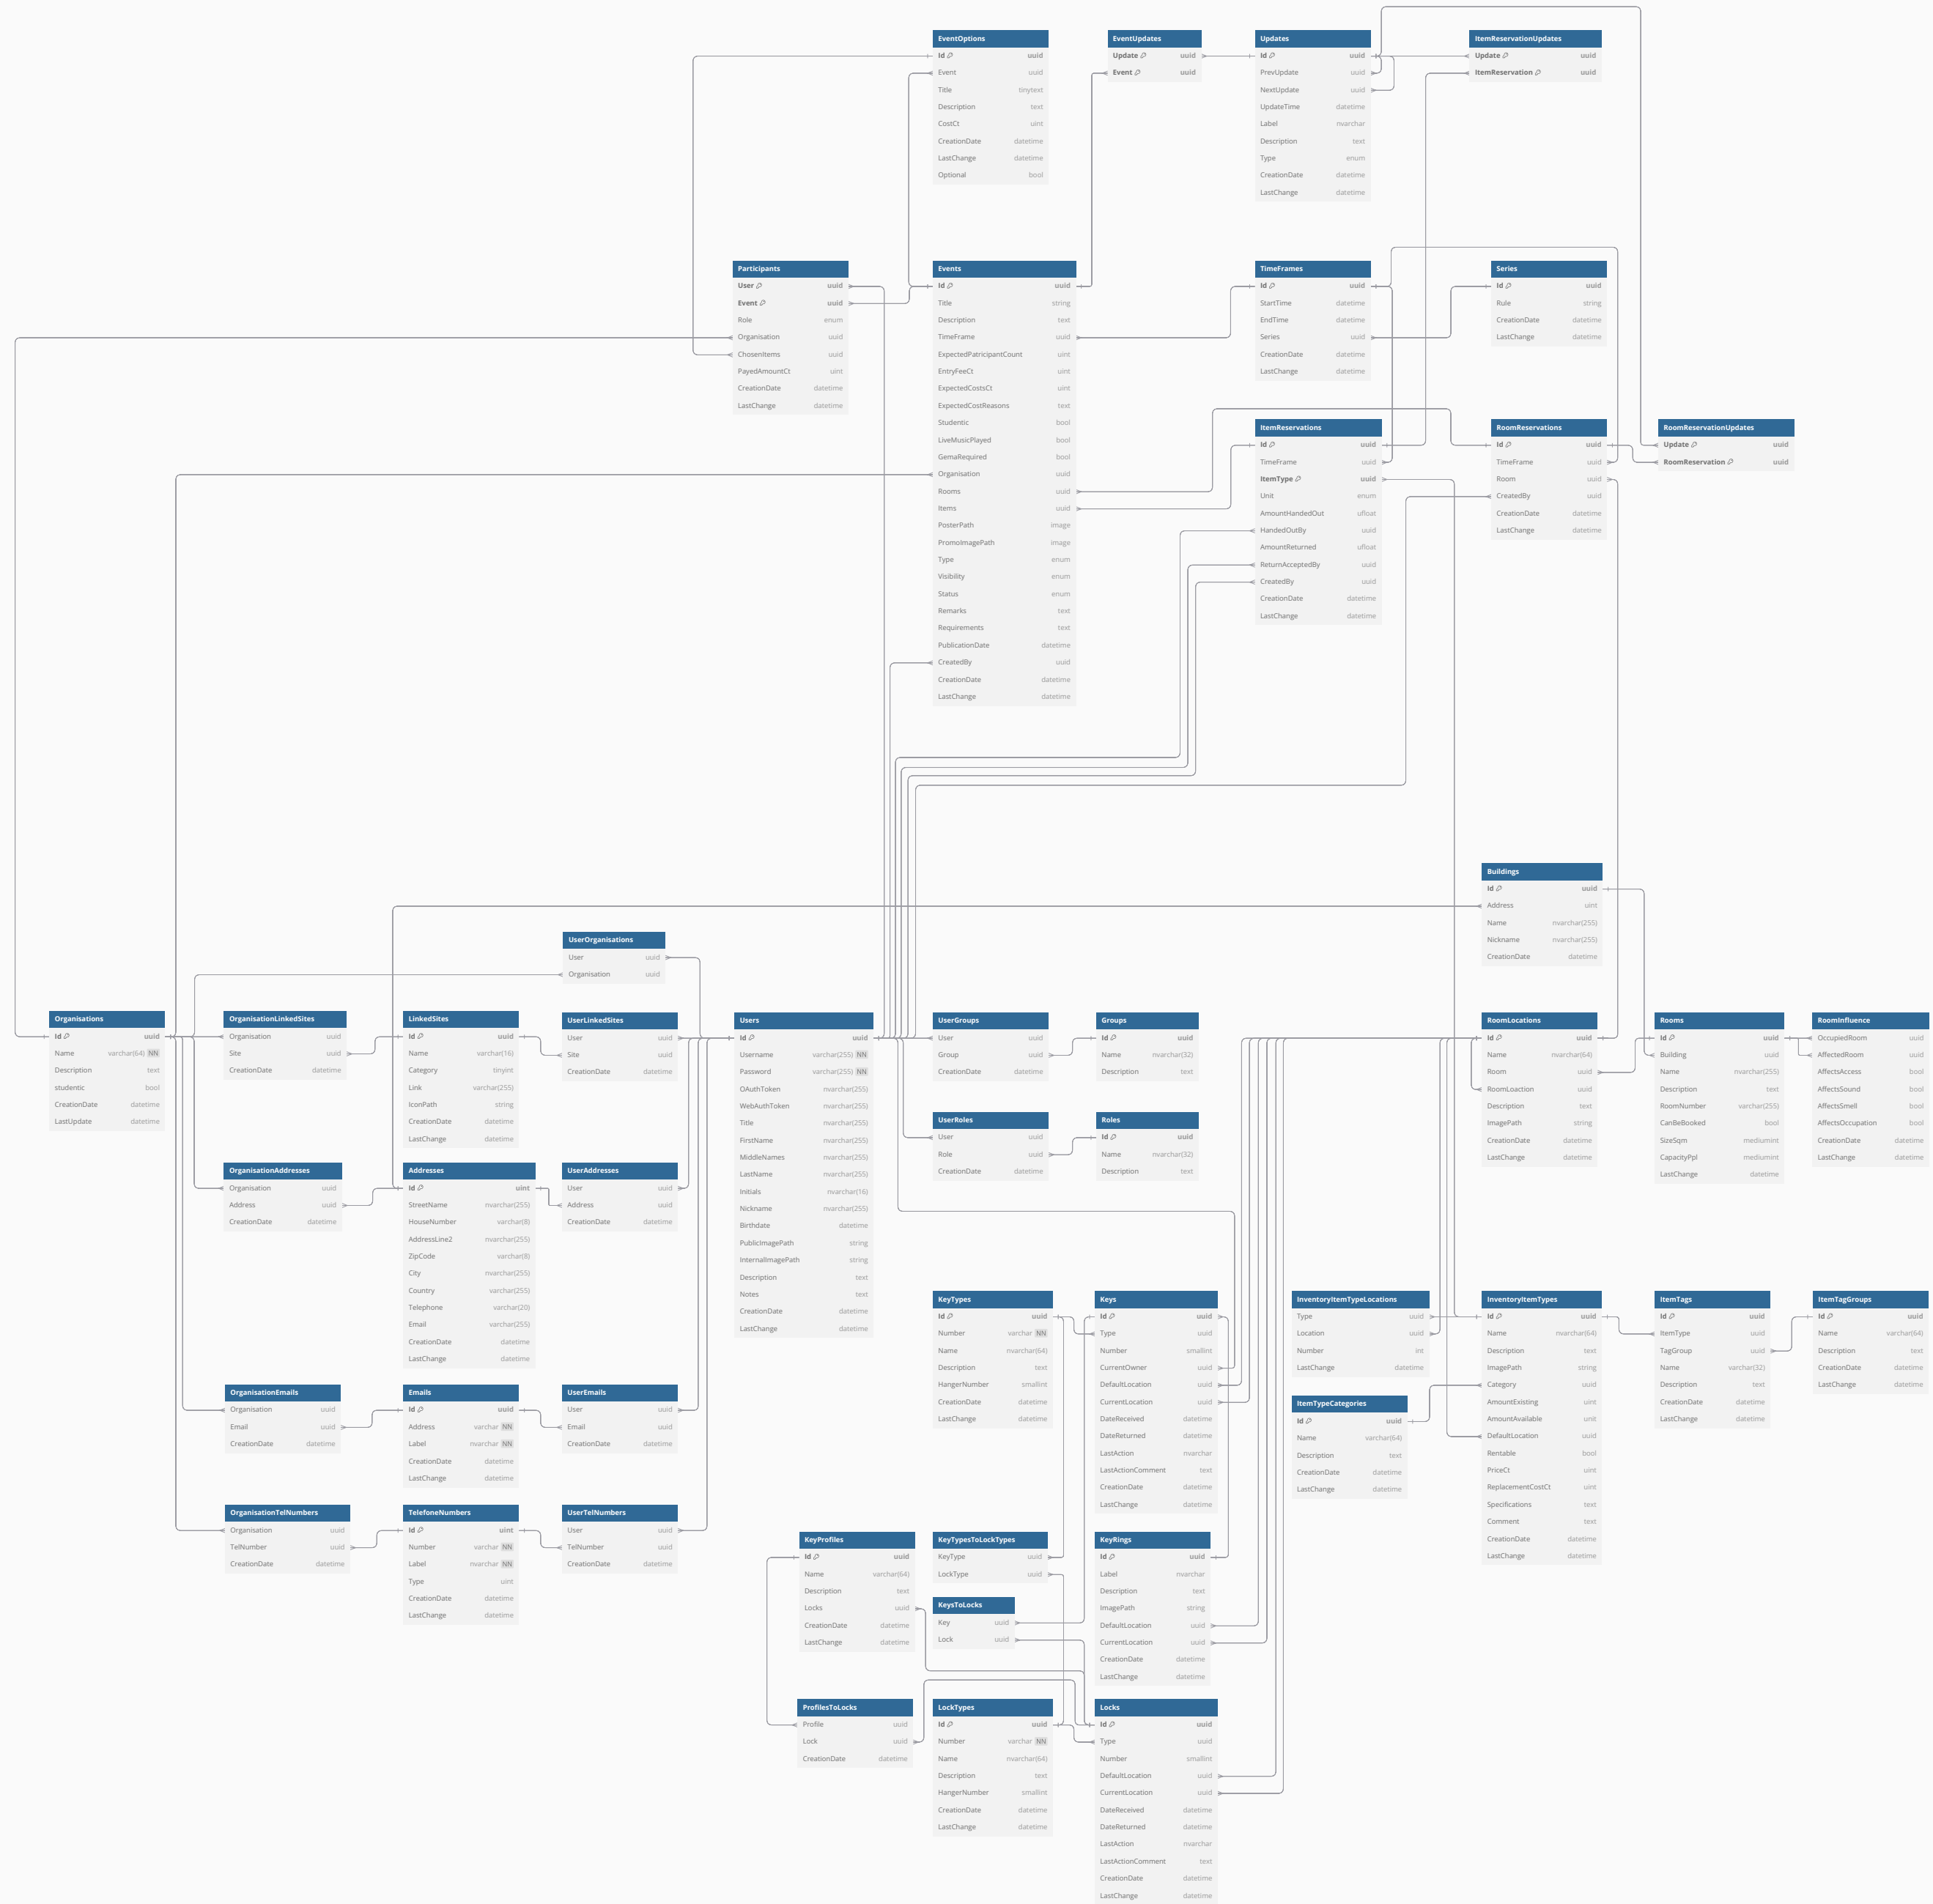 EventOptions
Id uuid
Event uuid
Title tinytext
Description text
CostCt uint
CreationDate datetime
LastChange datetime
Optional bool
EventUpdates
Update uuid
Event uuid
Updates
Id uuid
PrevUpdate uuid
NextUpdate uuid
UpdateTime datetime
Label nvarchar
Description text
Type enum
CreationDate datetime
LastChange datetime
ItemReservationUpdates
Update uuid
ItemReservation uuid
Participants
User uuid
Event uuid
Role enum
Organisation uuid
ChosenItems uuid
PayedAmountCt uint
CreationDate datetime
LastChange datetime
Events
Id uuid
Title string
Description text
TimeFrame uuid
ExpectedPatricipantCount uint
EntryFeeCt uint
ExpectedCostsCt uint
ExpectedCostReasons text
Studentic bool
LiveMusicPlayed bool
GemaRequired bool
Organisation uuid
Rooms uuid
Items uuid
PosterPath image
PromoImagePath image
Type enum
Visibility enum
Status enum
Remarks text
Requirements text
PublicationDate datetime
CreatedBy uuid
CreationDate datetime
LastChange datetime
TimeFrames
Id uuid
StartTime datetime
EndTime datetime
Series uuid
CreationDate datetime
LastChange datetime
Series
Id uuid
Rule string
CreationDate datetime
LastChange datetime
ItemReservations
Id uuid
TimeFrame uuid
ItemType uuid
Unit enum
AmountHandedOut ufloat
HandedOutBy uuid
AmountReturned ufloat
ReturnAcceptedBy uuid
CreatedBy uuid
CreationDate datetime
LastChange datetime
RoomReservations
Id uuid
TimeFrame uuid
Room uuid
CreatedBy uuid
CreationDate datetime
LastChange datetime
RoomReservationUpdates
Update uuid
RoomReservation uuid
Buildings
Id uuid
Address uint
Name nvarchar(255)
Nickname nvarchar(255)
CreationDate datetime
UserOrganisations
User uuid
Organisation uuid
Organisations
Id uuid
Name varchar(64) NN
Description text
studentic bool
CreationDate datetime
LastUpdate datetime
OrganisationLinkedSites
Organisation uuid
Site uuid
CreationDate datetime
LinkedSites
Id uuid
Name varchar(16)
Category tinyint
Link varchar(255)
IconPath string
CreationDate datetime
LastChange datetime
UserLinkedSites
User uuid
Site uuid
CreationDate datetime
Users
Id uuid
Username varchar(255) NN
Password varchar(255) NN
OAuthToken nvarchar(255)
WebAuthToken nvarchar(255)
Title nvarchar(255)
FirstName nvarchar(255)
MiddleNames nvarchar(255)
LastName nvarchar(255)
Initials nvarchar(16)
Nickname nvarchar(255)
Birthdate datetime
PublicImagePath string
InternalImagePath string
Description text
Notes text
CreationDate datetime
LastChange datetime
UserGroups
User uuid
Group uuid
CreationDate datetime
Groups
Id uuid
Name nvarchar(32)
Description text
UserRoles
User uuid
Role uuid
CreationDate datetime
Roles
Id uuid
Name nvarchar(32)
Description text
RoomLocations
Id uuid
Name nvarchar(64)
Room uuid
RoomLoaction uuid
Description text
ImagePath string
CreationDate datetime
LastChange datetime
Rooms
Id uuid
Building uuid
Name nvarchar(255)
Description text
RoomNumber varchar(255)
CanBeBooked bool
SizeSqm mediumint
CapacityPpl mediumint
LastChange datetime
RoomInfluence
OccupiedRoom uuid
AffectedRoom uuid
AffectsAccess bool
AffectsSound bool
AffectsSmell bool
AffectsOccupation bool
CreationDate datetime
LastChange datetime
OrganisationAddresses
Organisation uuid
Address uuid
CreationDate datetime
Addresses
Id uint
StreetName nvarchar(255)
HouseNumber varchar(8)
AddressLine2 nvarchar(255)
ZipCode varchar(8)
City nvarchar(255)
Country varchar(255)
Telephone varchar(20)
Email varchar(255)
CreationDate datetime
LastChange datetime
UserAddresses
User uuid
Address uuid
CreationDate datetime
OrganisationEmails
Organisation uuid
Email uuid
CreationDate datetime
Emails
Id uuid
Address varchar NN
Label nvarchar NN
CreationDate datetime
LastChange datetime
UserEmails
User uuid
Email uuid
CreationDate datetime
OrganisationTelNumbers
Organisation uuid
TelNumber uuid
CreationDate datetime
TelefoneNumbers
Id uint
Number varchar NN
Label nvarchar NN
Type uint
CreationDate datetime
LastChange datetime
UserTelNumbers
User uuid
TelNumber uuid
CreationDate datetime
KeyTypes
Id uuid
Number varchar NN
Name nvarchar(64)
Description text
HangerNumber smallint
CreationDate datetime
LastChange datetime
Keys
Id uuid
Type uuid
Number smallint
CurrentOwner uuid
DefaultLocation uuid
CurrentLocation uuid
DateReceived datetime
DateReturned datetime
LastAction nvarchar
LastActionComment text
CreationDate datetime
LastChange datetime
InventoryItemTypeLocations
Type uuid
Location uuid
Number int
LastChange datetime
ItemTypeCategories
Id uuid
Name varchar(64)
Description text
CreationDate datetime
LastChange datetime
InventoryItemTypes
Id uuid
Name nvarchar(64)
Description text
ImagePath string
Category uuid
AmountExisting uint
AmountAvailable unit
DefaultLocation uuid
Rentable bool
PriceCt uint
ReplacementCostCt uint
Specifications text
Comment text
CreationDate datetime
LastChange datetime
ItemTags
Id uuid
ItemType uuid
TagGroup uuid
Name varchar(32)
Description text
CreationDate datetime
LastChange datetime
ItemTagGroups
Id uuid
Name varchar(64)
Description text
CreationDate datetime
LastChange datetime
KeyProfiles
Id uuid
Name varchar(64)
Description text
Locks uuid
CreationDate datetime
LastChange datetime
KeyTypesToLockTypes
KeyType uuid
LockType uuid
KeysToLocks
Key uuid
Lock uuid
KeyRings
Id uuid
Label nvarchar
Description text
ImagePath string
DefaultLocation uuid
CurrentLocation uuid
CreationDate datetime
LastChange datetime
ProfilesToLocks
Profile uuid
Lock uuid
CreationDate datetime
LockTypes
Id uuid
Number varchar NN
Name nvarchar(64)
Description text
HangerNumber smallint
CreationDate datetime
LastChange datetime
Locks
Id uuid
Type uuid
Number smallint
DefaultLocation uuid
CurrentLocation uuid
DateReceived datetime
DateReturned datetime
LastAction nvarchar
LastActionComment text
CreationDate datetime
LastChange datetime